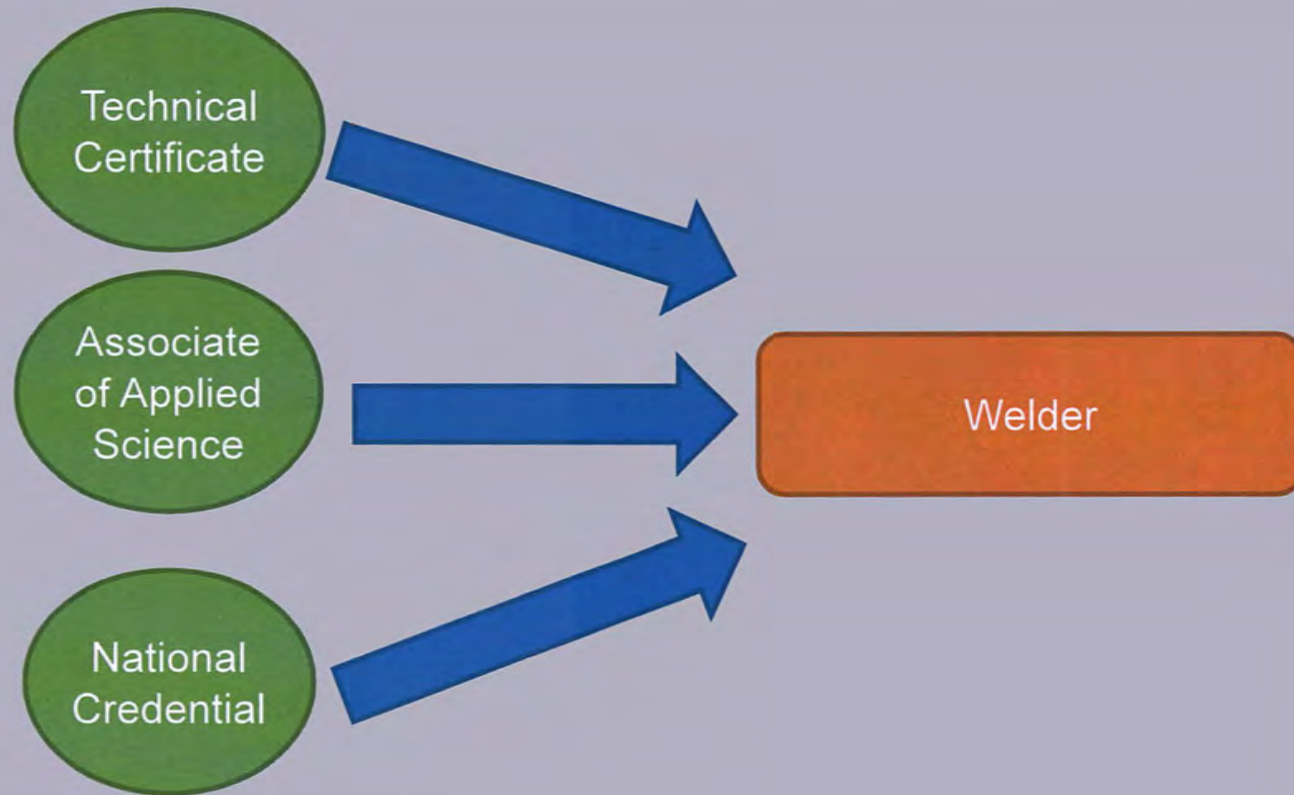 Technical
Certificate
Associate
of Applied
Science
Welder
National
Credential